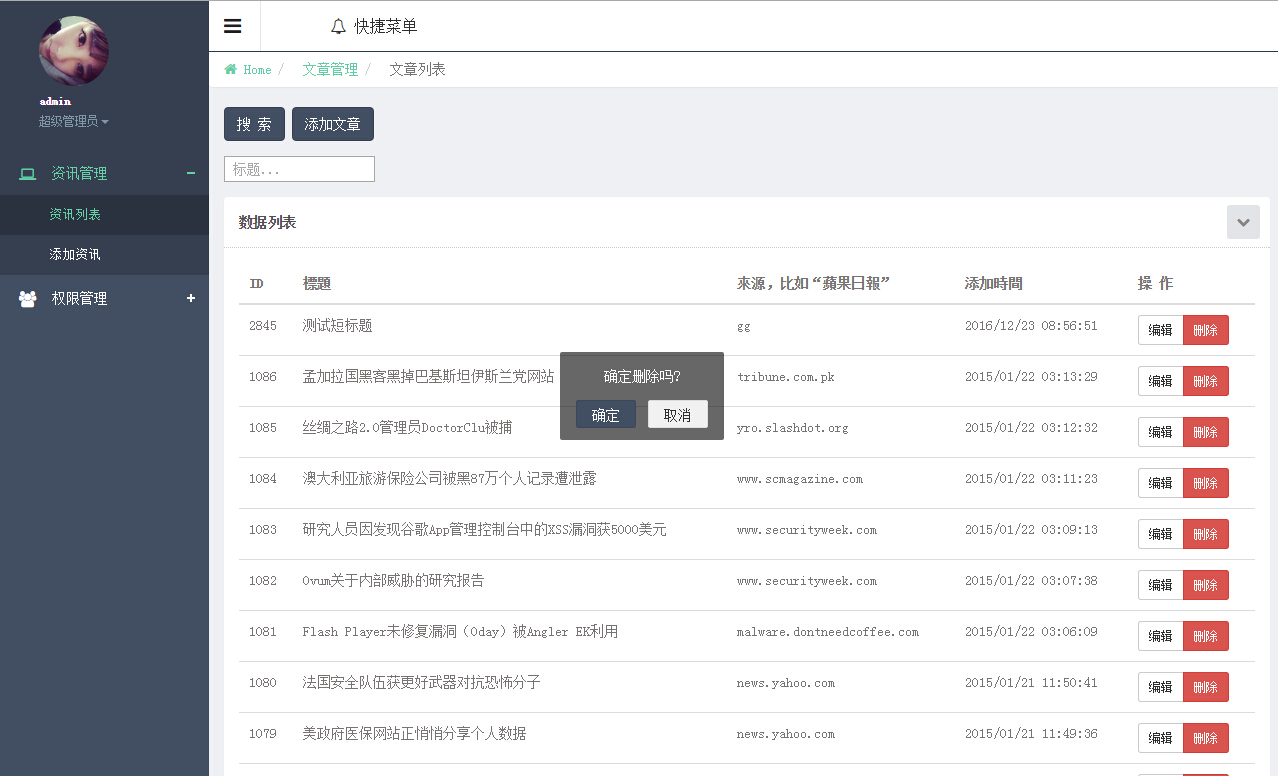 快捷菜单
Home / 文章管理 / 文章列表
admin
超级管理员
资讯管理
资讯列表
添加资讯
权限管理
搜 索 添加文章
标题...
数据列表
ID 標題 來源，比如“蘋果日報” 添加時間 操 作
2845 测试短标题 gg 2016/12/23 08:56:51 编辑 删除
1086 孟加拉国黑客黑掉巴基斯坦伊斯兰党网站 tribune.com.pk 2015/01/22 03:13:29 编辑 删除
确定删除吗?
确定 取消
1085 丝绸之路2.0管理员DoctorClu被捕 yro.slashdot.org 2015/01/22 03:12:32 编辑 删除
1084 澳大利亚旅游保险公司被黑87万个人记录遭泄露 www.scmagazine.com 2015/01/22 03:11:23 编辑 删除
1083 研究人员因发现谷歌App管理控制台中的XSS漏洞获5000美元 www.securityweek.com 2015/01/22 03:09:13 编辑 删除
1082 Ovum关于内部威胁的研究报告 www.securityweek.com 2015/01/22 03:07:38 编辑 删除
1081 Flash Player未修复漏洞（0day）被Angler EK利用 malware.dontneedcoffee.com 2015/01/22 03:06:09 编辑 删除
1080 法国安全队伍获更好武器对抗恐怖分子 news.yahoo.com 2015/01/21 11:50:41 编辑 删除
1079 美政府医保网站正悄悄分享个人数据 news.yahoo.com 2015/01/21 11:49:36 编辑 删除